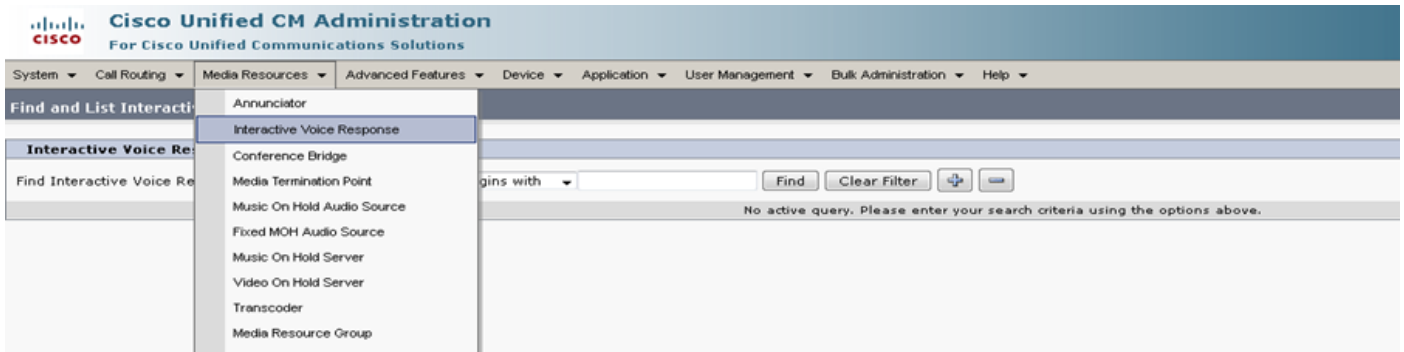 Cisco Unified CM Administration
CISCO
For Cisco Unified Communications Solutions
System Call Routing Media Resources Advanced Features Device Application User Management Bulk Administration Help
Find and List Interacti
Annunciator
Interactive Voice Response
Interactive Voice Re
Conference Bridge
Find Interactive Voice Re
Media Termination Point
gins with Find Clear Filter
Music On Hold Audio Source
No active query. Please enter your search criteria using the options above.
Fixed MOH Audio Source
Music On Hold Server
Video On Hold Server
Transcoder
Media Resource Group